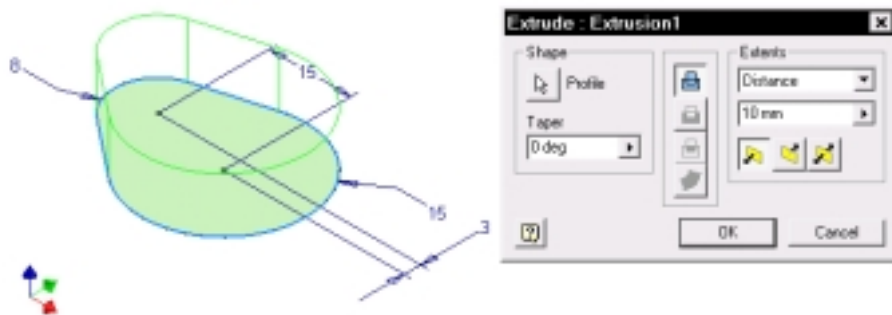 8
15
15
3
Extrude : Extrusion1
Shape
Profile
Taper
0 deg
Extents
Distance
10 mm
OK
Cancel